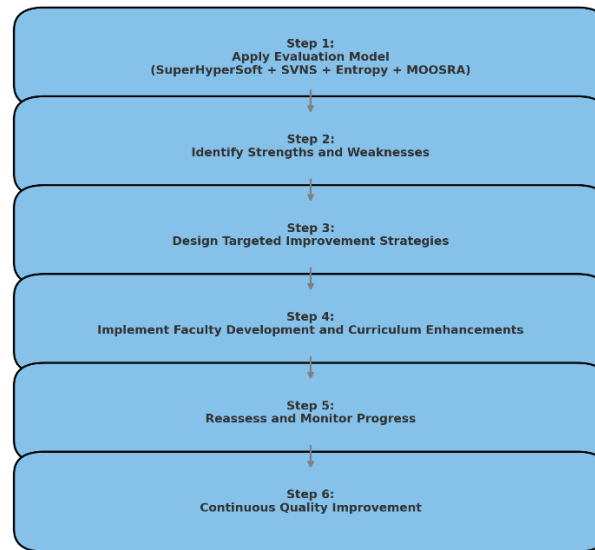 Step 1:
Apply Evaluation Model
(SuperHyperSoft + SVNS + Entropy + MOOSRA)
Step 2:
Identify Strengths and Weaknesses
Step 3:
Design Targeted Improvement Strategies
Step 4:
Implement Faculty Development and Curriculum Enhancements
Step 5:
Reassess and Monitor Progress
Step 6:
Continuous Quality Improvement